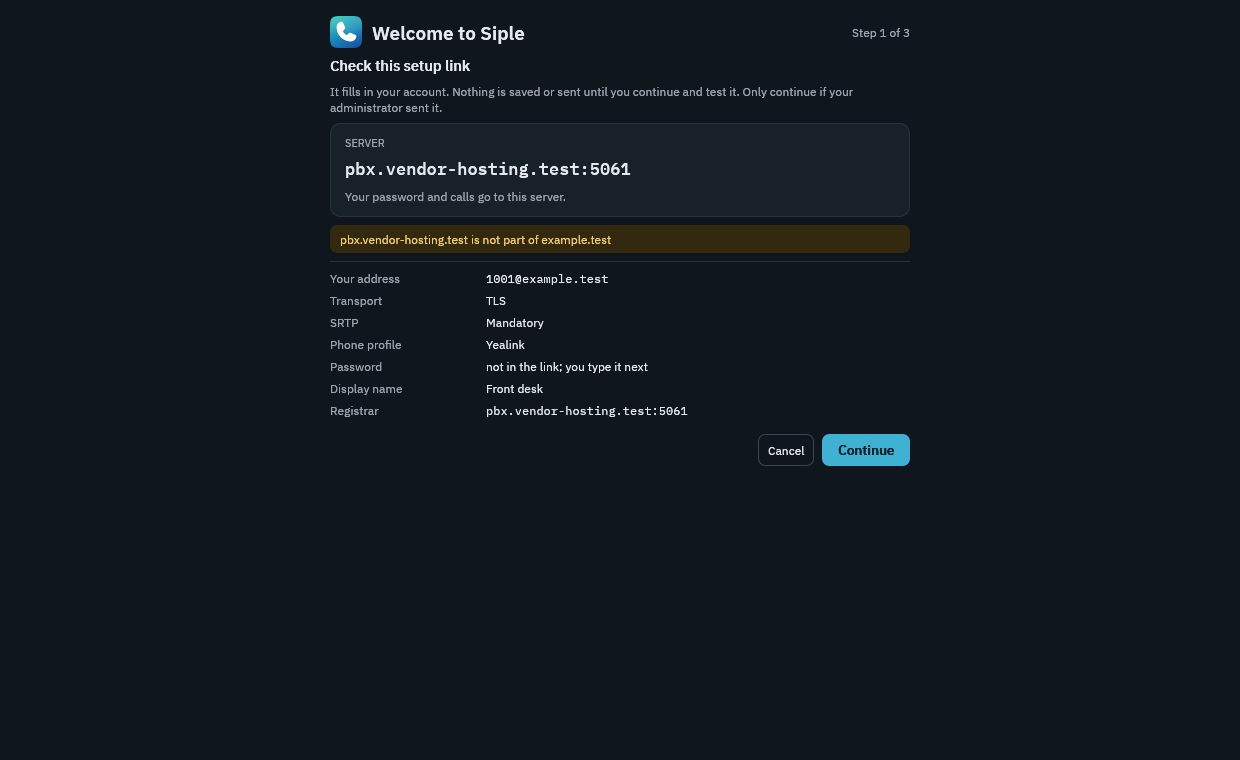 Welcome to Siple
Step 1 of 3
Check this setup link
It fills in your account. Nothing is saved or sent until you continue and test it. Only continue if your
administrator sent it.
SERVER
pbx.vendor-hosting.test:5061
Your password and calls go to this server.
pbx.vendor-hosting.test is not part of example.test
Your address 1001@example.test
Transport TLS
SRTP Mandatory
Phone profile Yealink
Password not in the link; you type it next
Display name Front desk
Registrar pbx.vendor-hosting.test:5061
Cancel Continue